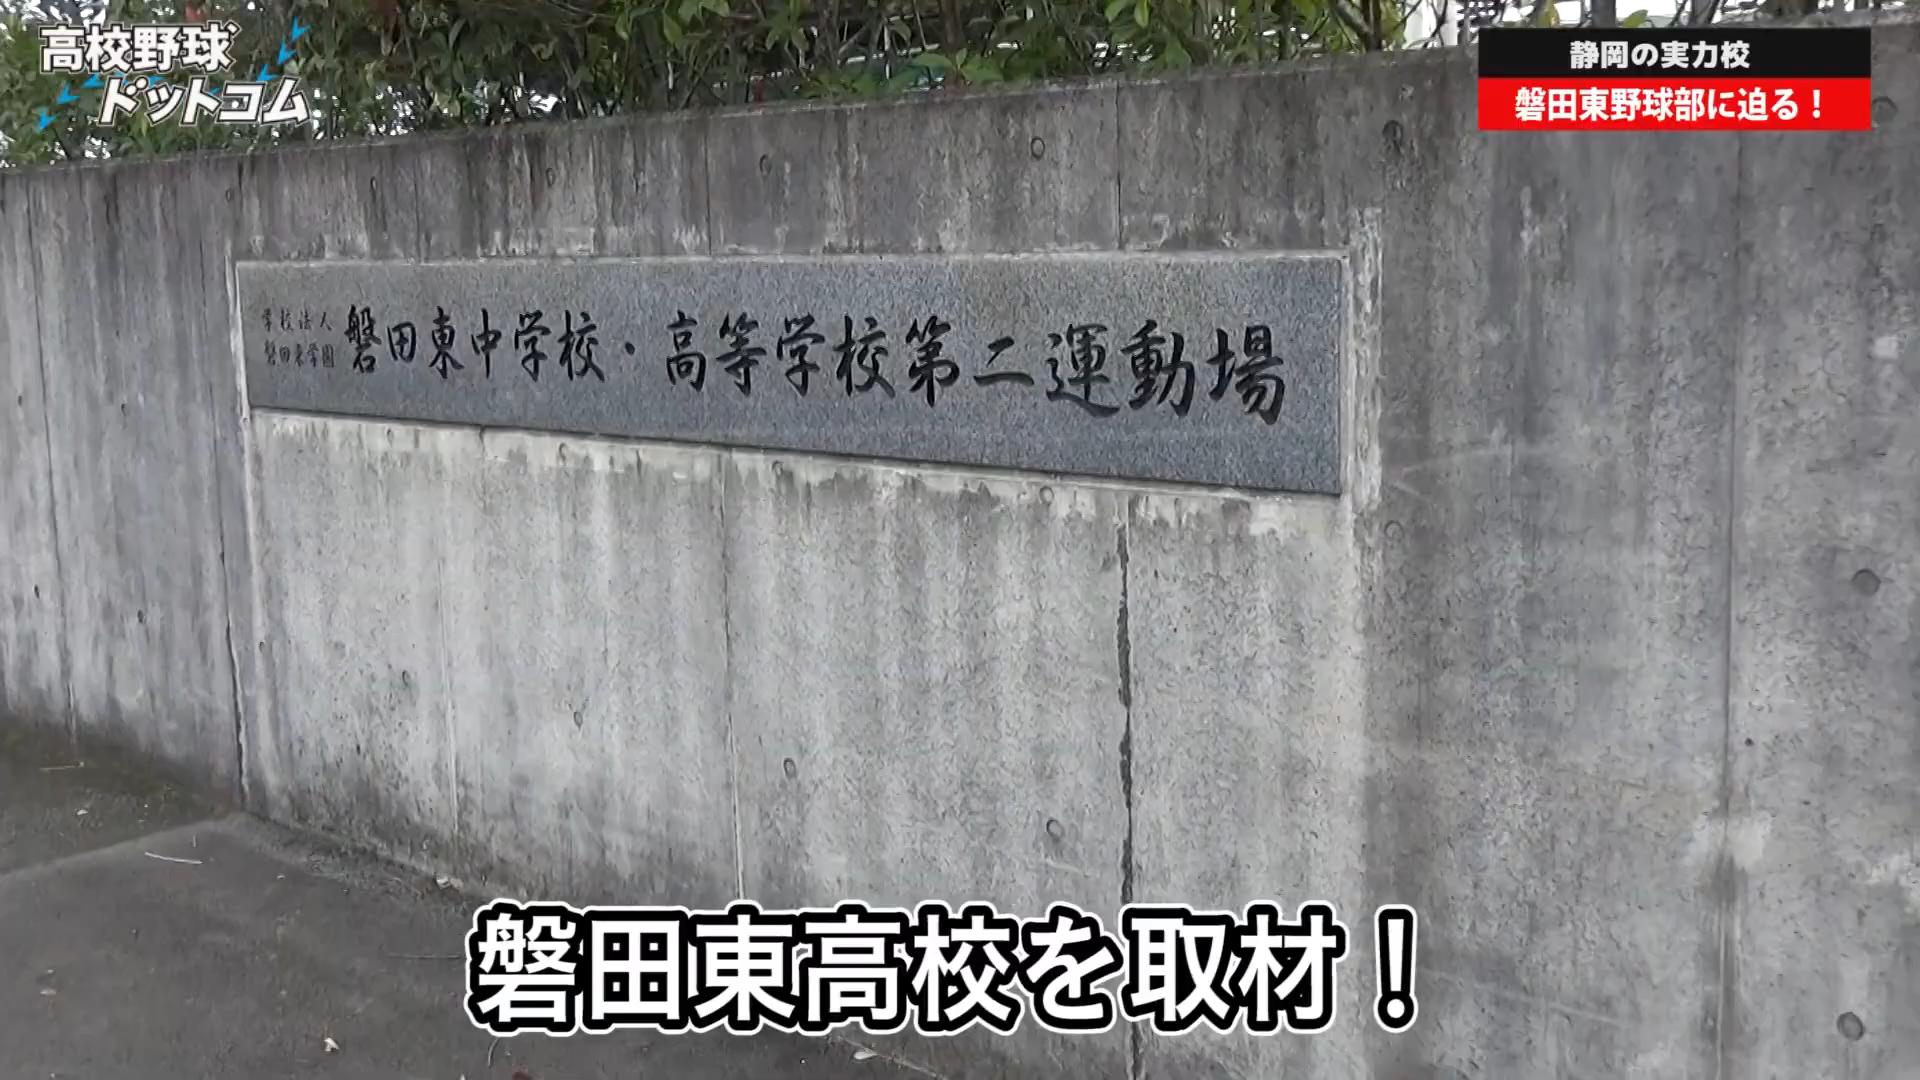 高校野球
ドットコム
静岡の実力校
磐田東野球部に迫る！
学校法人
磐田東学園
磐田東中学校・高等学校第二運動場
磐田東高校を取材！